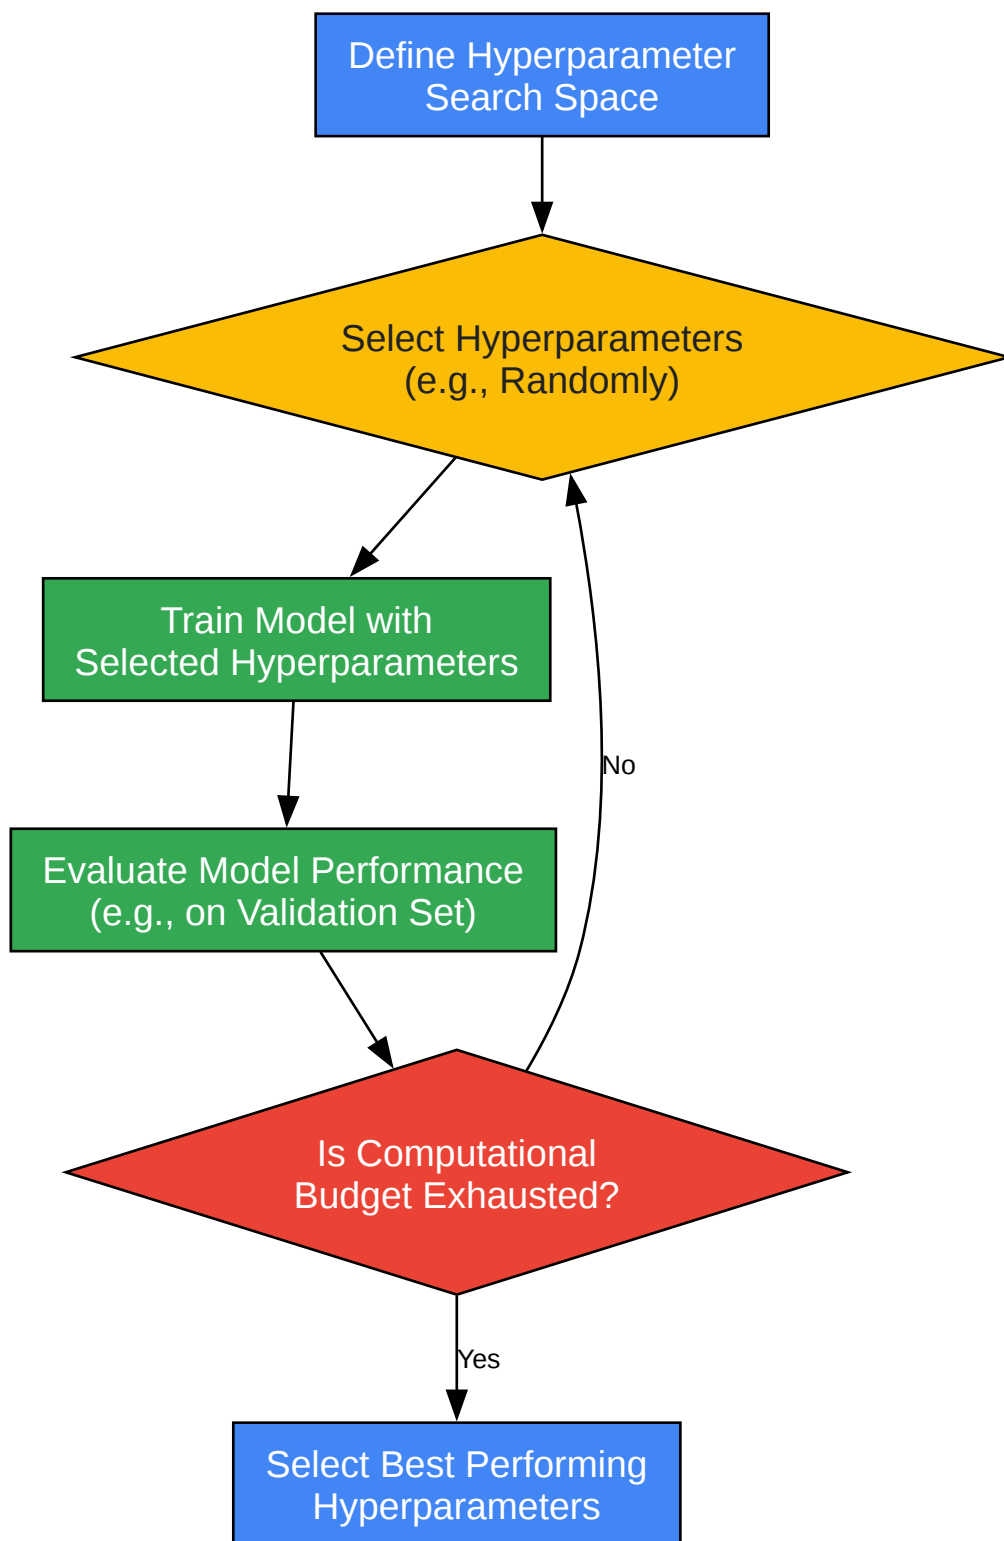 Define Hyperparameter
Search Space
Select Hyperparameters
(e.g., Randomly)
Train Model with
Selected Hyperparameters
No
Evaluate Model Performance
(e.g., on Validation Set)
Is Computational
Budget Exhausted?
Yes
Select Best Performing
Hyperparameters